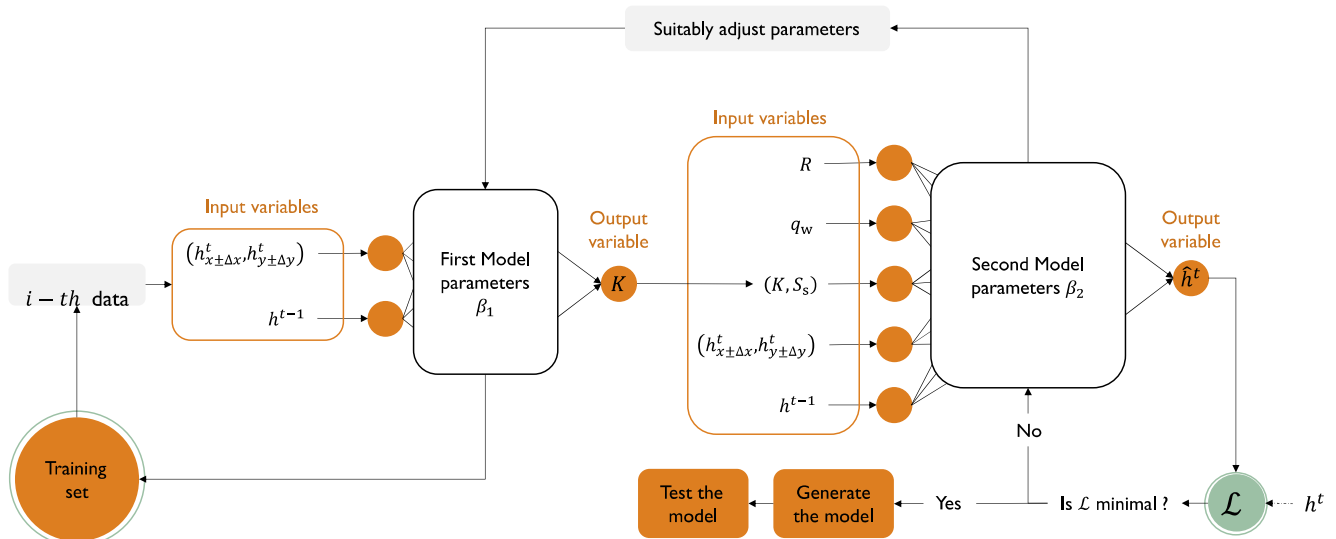 Suitably adjust parameters
Input variables
(h^t_{x±Δx}, h^t_{y±Δy})
h^{t−1}
i − th data
Training
set
First Model
parameters
β₁
Output
variable
K
Input variables
R
q_w
(K, S_s)
(h^t_{x±Δx}, h^t_{y±Δy})
h^{t−1}
Second Model
parameters β₂
Output
variable
ĥ^t
No
Test the
model
Generate
the model
Yes
Is ℒ minimal ?
ℒ
h^t